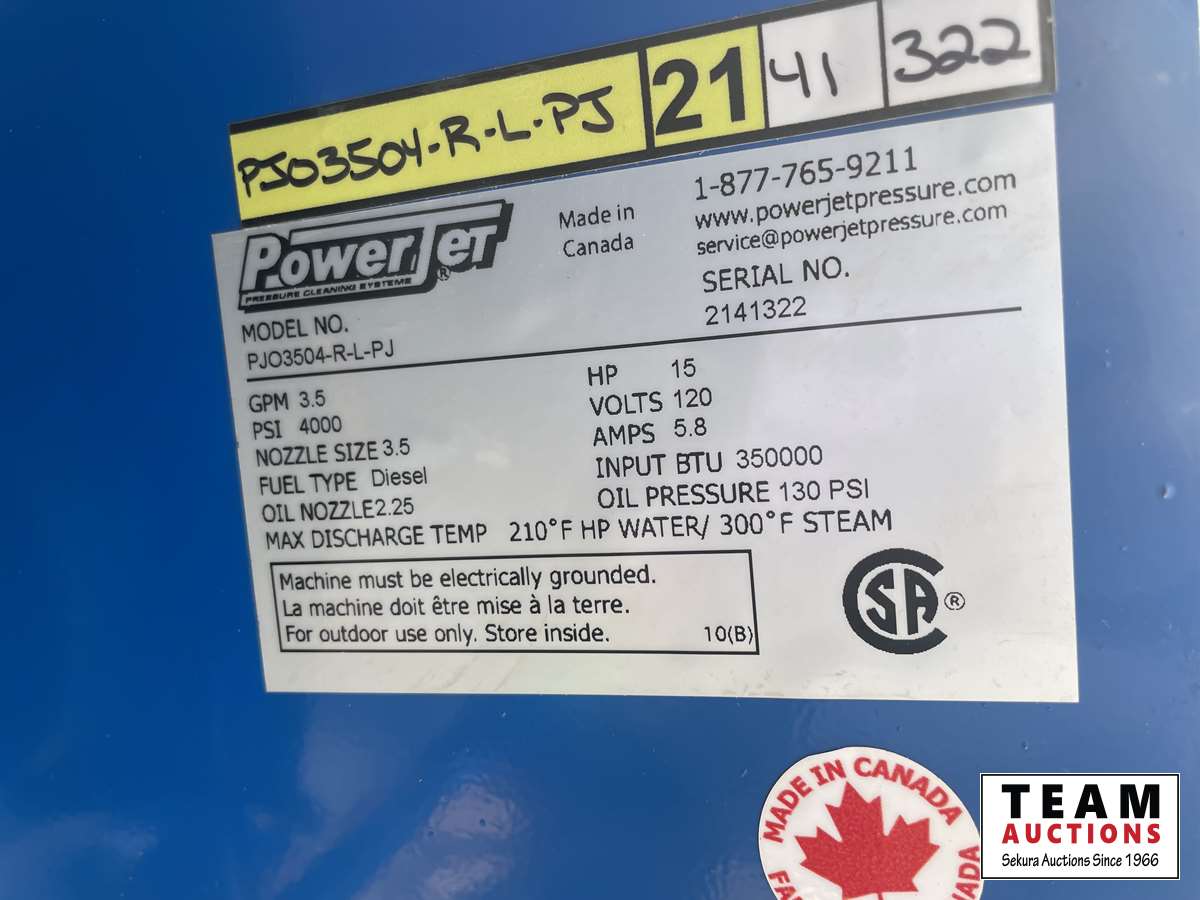 PJO3504-R-L-PJ 21 41 322
PowerJet®
PRESSURE CLEANING SYSTEMS
Made in
Canada
1-877-765-9211
www.powerjetpressure.com
service@powerjetpressure.com
MODEL NO.
PJO3504-R-L-PJ
SERIAL NO.
2141322
GPM 3.5
PSI 4000
NOZZLE SIZE 3.5
FUEL TYPE Diesel
OIL NOZZLE 2.25
HP 15
VOLTS 120
AMPS 5.8
INPUT BTU 350000
OIL PRESSURE 130 PSI
MAX DISCHARGE TEMP 210°F HP WATER/ 300°F STEAM
Machine must be electrically grounded.
La machine doit être mise à la terre.
For outdoor use only. Store inside. 10(B)
CSA®
MADE IN CANADA
TEAM
AUCTIONS
Sekura Auctions Since 1966